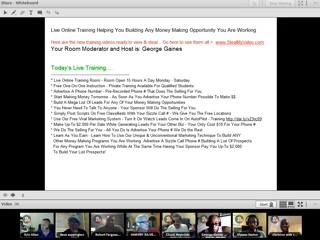 Share - Whiteboard
Live Online Training Helping You Building Any Money Making Opportunity You Are Working
Here are the new training videos ready to view & steal . Go here to see them all = www.StealMyVideo.com
Your Room Moderator and Host is: George Gaines
Today's Live Training....
* Live Online Training Room - Room Open 15 Hours A Day Monday - Saturday
* Free One-On-One Instruction - Private Training Available For Qualified Students
* Advertise A Phone Number - Pre-Recorded Phone # That Does The Selling For You
* Start Making Money Tomorrow - As Soon As You Advertise Your Phone Number Possible To Make $$
* Build A Mega List Of Leads For Any Of Your Money Making Opportunities
* You Never Need To Talk To Anyone - Your Sponsor Will Do The Selling For You
* Simply Post Scripts On Free Classifieds With Your Sizzle Call # - We Give You The Free Locations
* Use Our Free Viral Marketing System - Turn It On Watch Leads Come In On AutoPilot - Training
* Make Up To $2,000 Per Sale While Generating Leads For Your Other Biz - Your Only Cost $10 For Your Phone #
* We Do The Selling For You - All You Do Is Advertise Your Phone # We Do the Rest
* Learn As You Earn - Learn How To Use Our Unique & Unconventional Marketing Technique To Build ANY
Other Money Making Programs You Are Working. Advertise A Sizzle Call Phone # Building A List Of Prospects
For Any Program You Are Working While At The Same Time Having Your Sponsor Pay You Up To $2,000
To Build Your List Prospects!
Video
Start